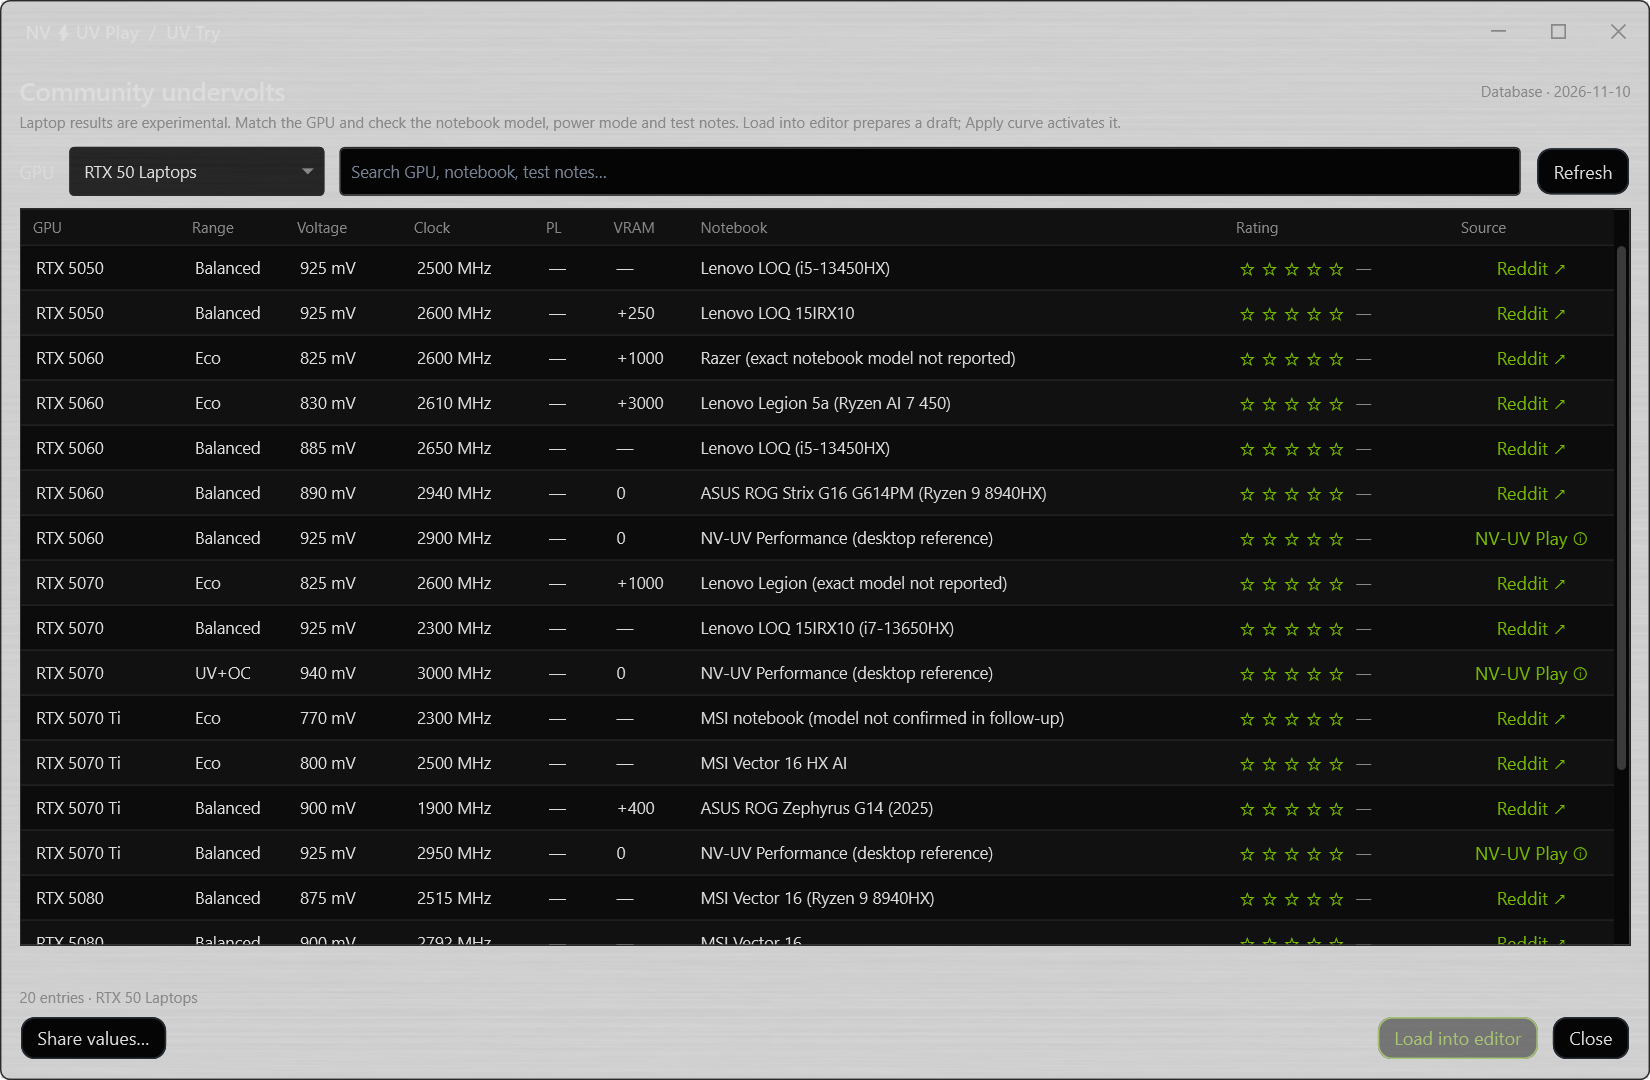 NV⚡UV Play / UV Try
Community undervolts
Database · 2026-11-10
Laptop results are experimental. Match the GPU and check the notebook model, power mode and test notes. Load into editor prepares a draft; Apply curve activates it.
GPU RTX 50 Laptops Search GPU, notebook, test notes... Refresh
GPU Range Voltage Clock PL VRAM Notebook Rating Source
RTX 5050 Balanced 925 mV 2500 MHz — — Lenovo LOQ (i5-13450HX) ☆ ☆ ☆ ☆ ☆ — Reddit ↗
RTX 5050 Balanced 925 mV 2600 MHz — +250 Lenovo LOQ 15IRX10 ☆ ☆ ☆ ☆ ☆ — Reddit ↗
RTX 5060 Eco 825 mV 2600 MHz — +1000 Razer (exact notebook model not reported) ☆ ☆ ☆ ☆ ☆ — Reddit ↗
RTX 5060 Eco 830 mV 2610 MHz — +3000 Lenovo Legion 5a (Ryzen AI 7 450) ☆ ☆ ☆ ☆ ☆ — Reddit ↗
RTX 5060 Balanced 885 mV 2650 MHz — — Lenovo LOQ (i5-13450HX) ☆ ☆ ☆ ☆ ☆ — Reddit ↗
RTX 5060 Balanced 890 mV 2940 MHz — 0 ASUS ROG Strix G16 G614PM (Ryzen 9 8940HX) ☆ ☆ ☆ ☆ ☆ — Reddit ↗
RTX 5060 Balanced 925 mV 2900 MHz — 0 NV-UV Performance (desktop reference) ☆ ☆ ☆ ☆ ☆ — NV-UV Play ⓘ
RTX 5070 Eco 825 mV 2600 MHz — +1000 Lenovo Legion (exact model not reported) ☆ ☆ ☆ ☆ ☆ — Reddit ↗
RTX 5070 Balanced 925 mV 2300 MHz — — Lenovo LOQ 15IRX10 (i7-13650HX) ☆ ☆ ☆ ☆ ☆ — Reddit ↗
RTX 5070 UV+OC 940 mV 3000 MHz — 0 NV-UV Performance (desktop reference) ☆ ☆ ☆ ☆ ☆ — NV-UV Play ⓘ
RTX 5070 Ti Eco 770 mV 2300 MHz — — MSI notebook (model not confirmed in follow-up) ☆ ☆ ☆ ☆ ☆ — Reddit ↗
RTX 5070 Ti Eco 800 mV 2500 MHz — — MSI Vector 16 HX AI ☆ ☆ ☆ ☆ ☆ — Reddit ↗
RTX 5070 Ti Balanced 900 mV 1900 MHz — +400 ASUS ROG Zephyrus G14 (2025) ☆ ☆ ☆ ☆ ☆ — Reddit ↗
RTX 5070 Ti Balanced 925 mV 2950 MHz — 0 NV-UV Performance (desktop reference) ☆ ☆ ☆ ☆ ☆ — NV-UV Play ⓘ
RTX 5080 Balanced 875 mV 2515 MHz — — MSI Vector 16 (Ryzen 9 8940HX) ☆ ☆ ☆ ☆ ☆ — Reddit ↗
RTX 5080 Balanced 900 mV 2792 MHz — — MSI Vector 16 ☆ ☆ ☆ ☆ ☆ — Reddit ↗
20 entries · RTX 50 Laptops
Share values... Load into editor Close